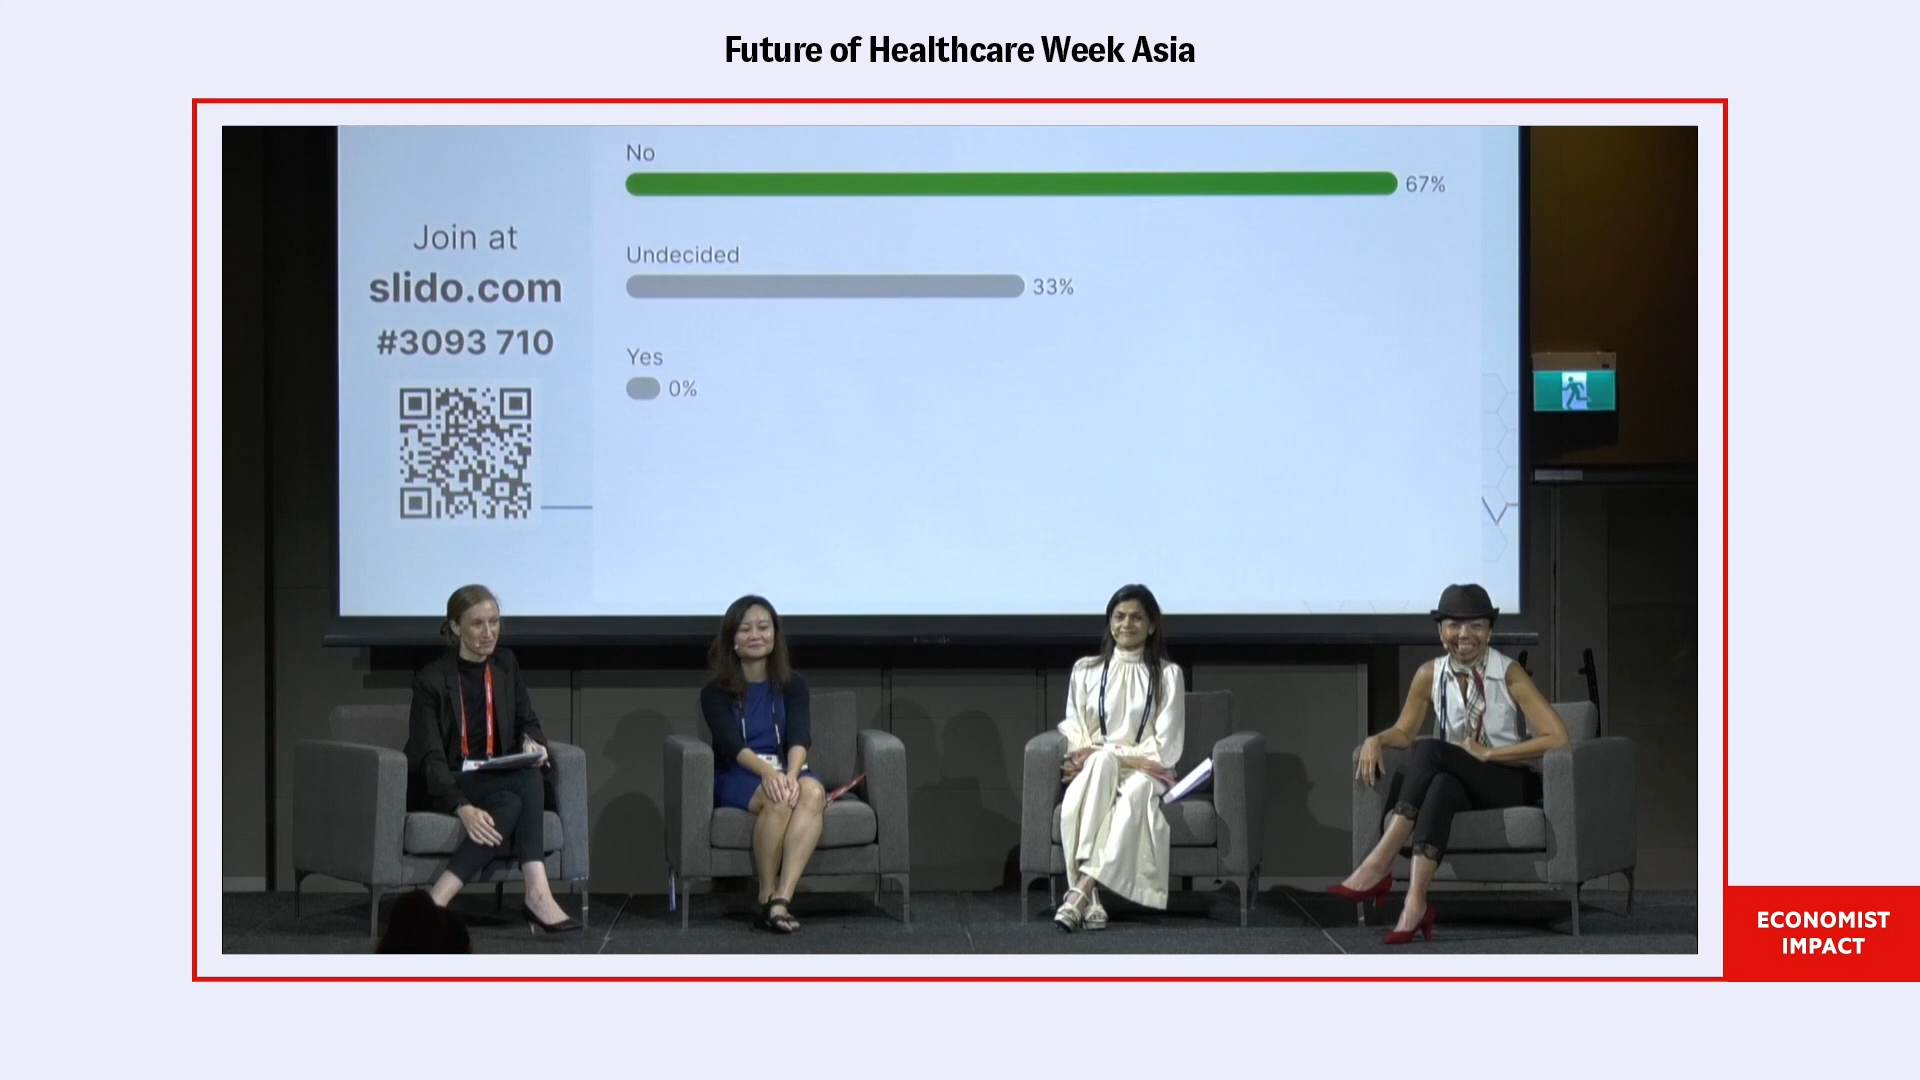 Future of Healthcare Week Asia
No
67%
Join at
slido.com
#3093 710
Undecided
33%
Yes
0%
ECONOMIST
IMPACT